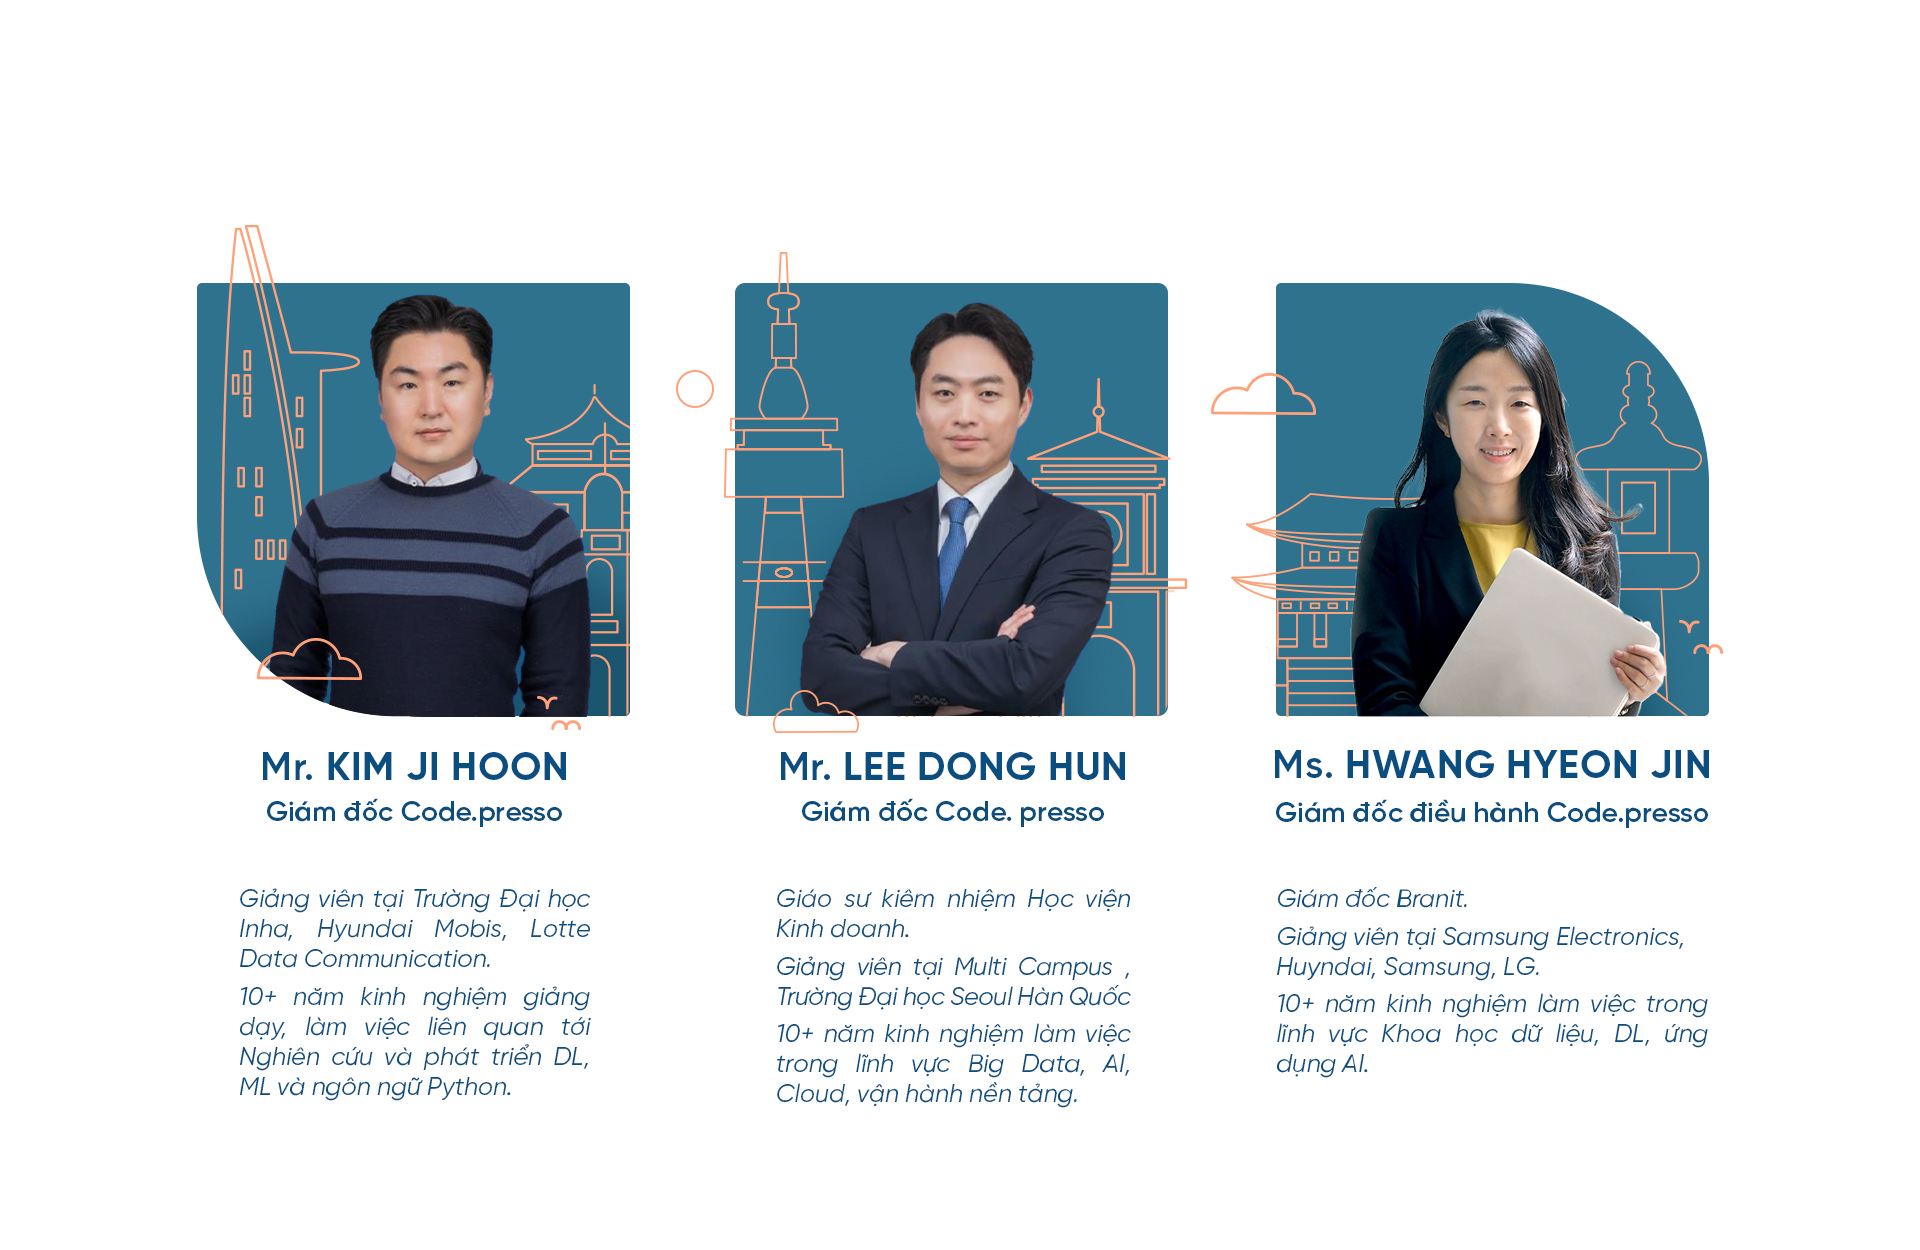 Mr. KIM JI HOON
Giám đốc Code.presso
Giảng viên tại Trường Đại học
Inha, Hyundai Mobis, Lotte
Data Communication.
10+ năm kinh nghiệm giảng
dạy, làm việc liên quan tới
Nghiên cứu và phát triển DL,
ML và ngôn ngữ Python.
Mr. LEE DONG HUN
Giám đốc Code. presso
Giáo sư kiêm nhiệm Học viện
Kinh doanh.
Giảng viên tại Multi Campus ,
Trường Đại học Seoul Hàn Quốc
10+ năm kinh nghiệm làm việc
trong lĩnh vực Big Data, AI,
Cloud, vận hành nền tảng.
Ms. HWANG HYEON JIN
Giám đốc điều hành Code.presso
Giám đốc Branit.
Giảng viên tại Samsung Electronics,
Huyndai, Samsung, LG.
10+ năm kinh nghiệm làm việc trong
lĩnh vực Khoa học dữ liệu, DL, ứng
dụng AI.